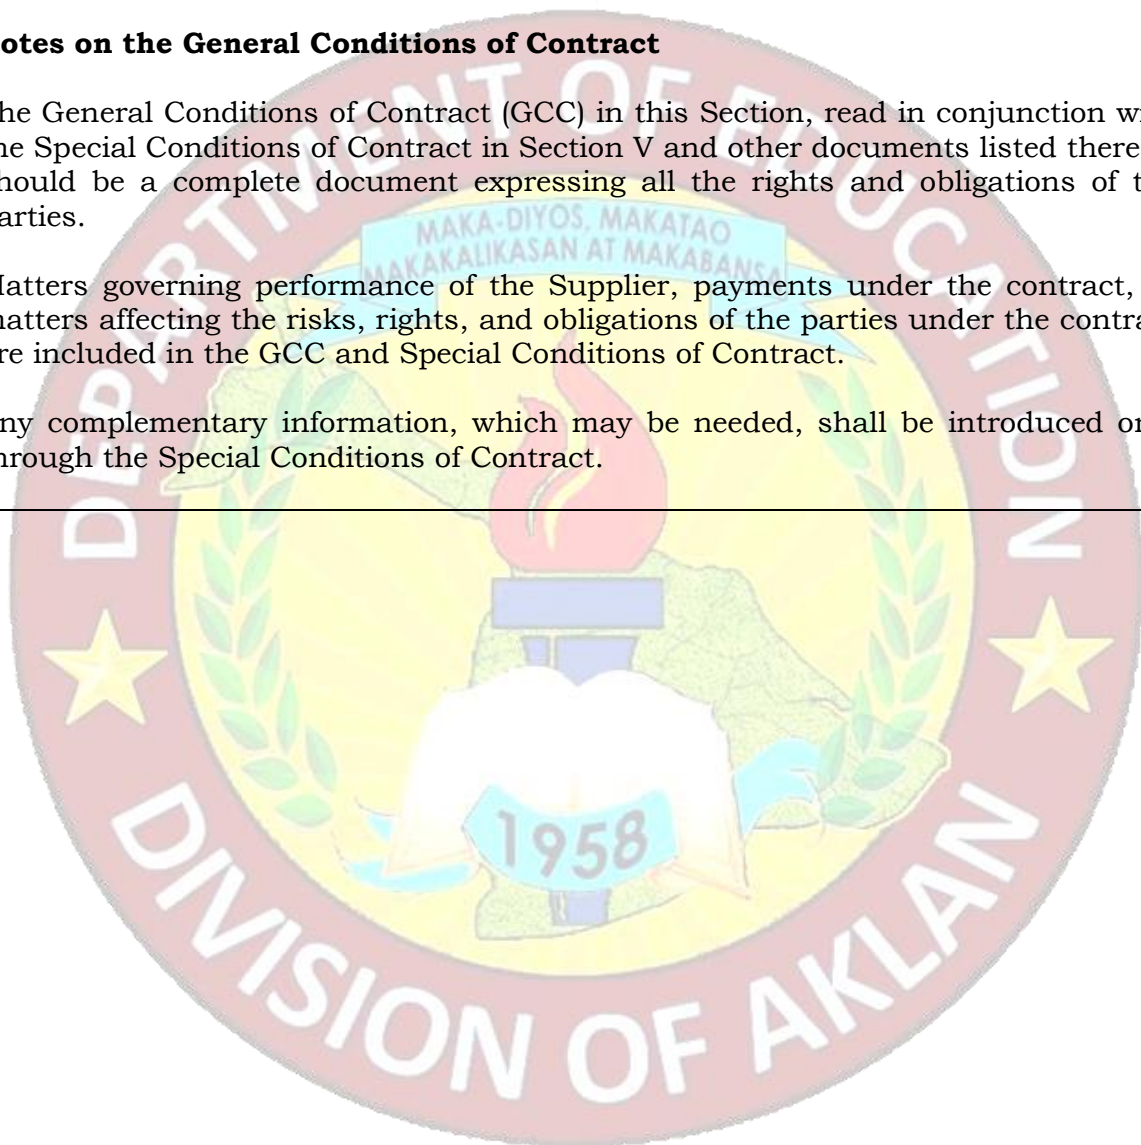 otes on the General Conditions of Contract
he General Conditions of Contract (GCC) in this Section, read in conjunction wi
he Special Conditions of Contract in Section V and other documents listed there
hould be a complete document expressing all the rights and obligations of t
arties.
atters governing performance of the Supplier, payments under the contract,
atters affecting the risks, rights, and obligations of the parties under the contra
re included in the GCC and Special Conditions of Contract.
ny complementary information, which may be needed, shall be introduced on
hrough the Special Conditions of Contract.
DEPARTMENT OF EDUCATION
MAKA-DIYOS, MAKATAO
MAKAKALIKASAN AT MAKABANSA
1958
DIVISION OF AKLAN